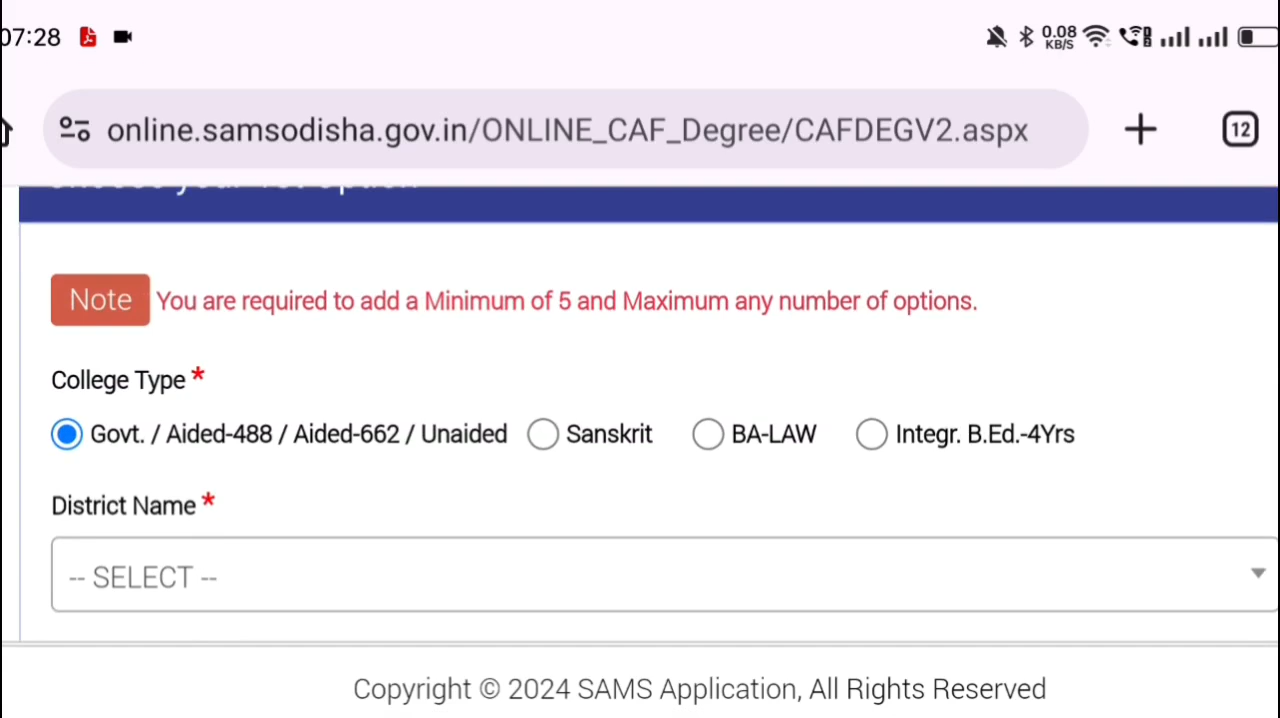 07:28 0.08 KB/S
online.samsodisha.gov.in/ONLINE_CAF_Degree/CAFDEGV2.aspx 12
Note You are required to add a Minimum of 5 and Maximum any number of options.
College Type *
Govt. / Aided-488 / Aided-662 / Unaided Sanskrit BA-LAW Integr. B.Ed.-4Yrs
District Name *
-- SELECT --
Copyright © 2024 SAMS Application, All Rights Reserved